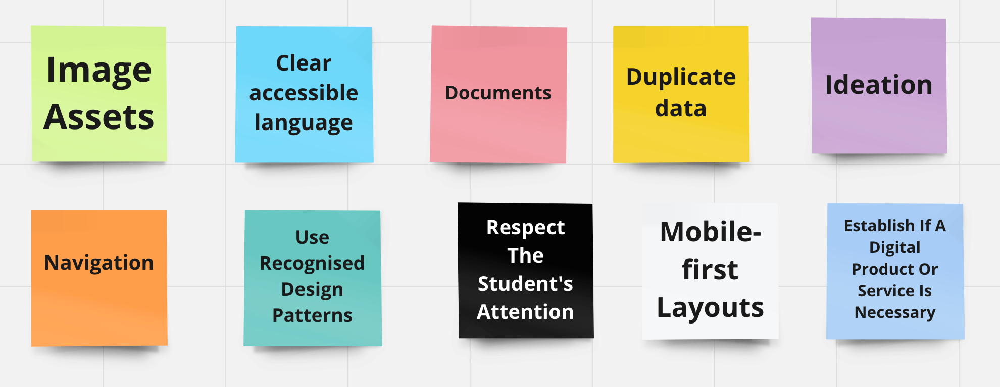 Image
Assets
Clear
accessible
language
Documents
Duplicate
data
Ideation
Navigation
Use
Recognised
Design
Patterns
Respect
The
Student's
Attention
Mobile-
first
Layouts
Establish If A
Digital
Product Or
Service Is
Necessary